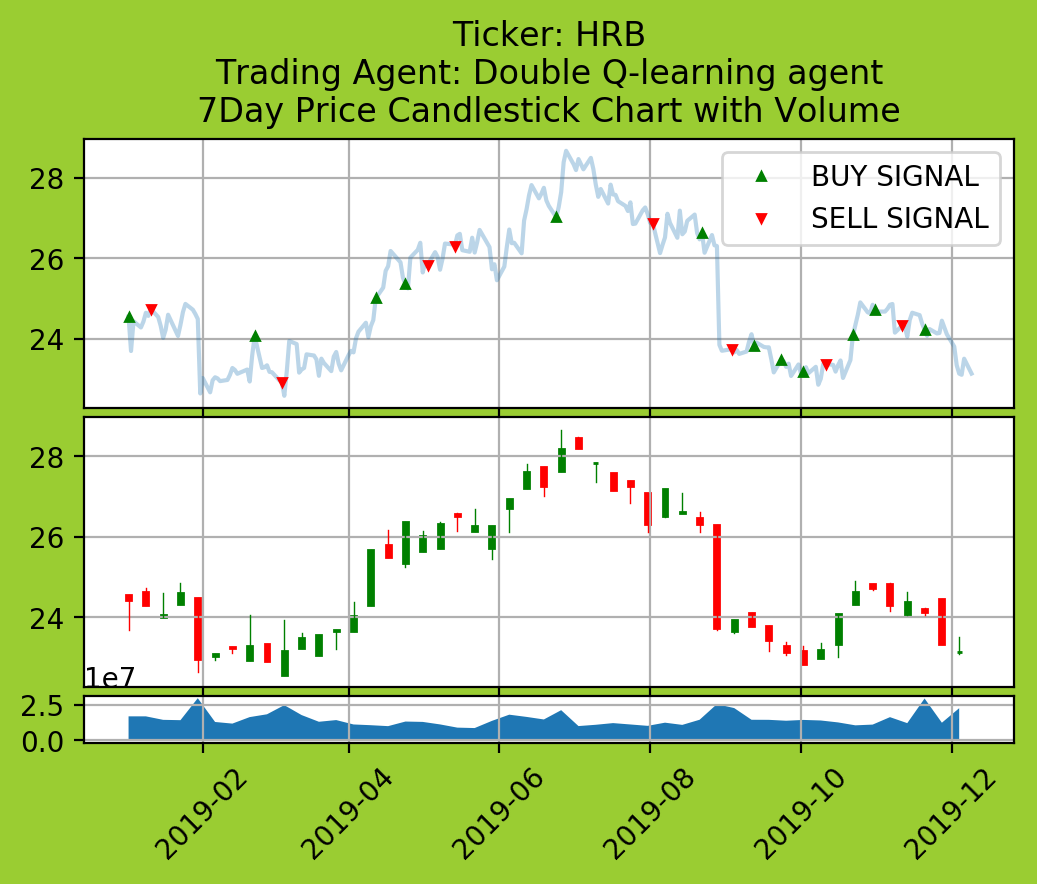 Ticker: HRB
Trading Agent: Double Q-learning agent
7Day Price Candlestick Chart with Volume
28
26
24
BUY SIGNAL
SELL SIGNAL
28
26
24
1e7
2.5
0.0
2019-02
2019-04
2019-06
2019-08
2019-10
2019-12